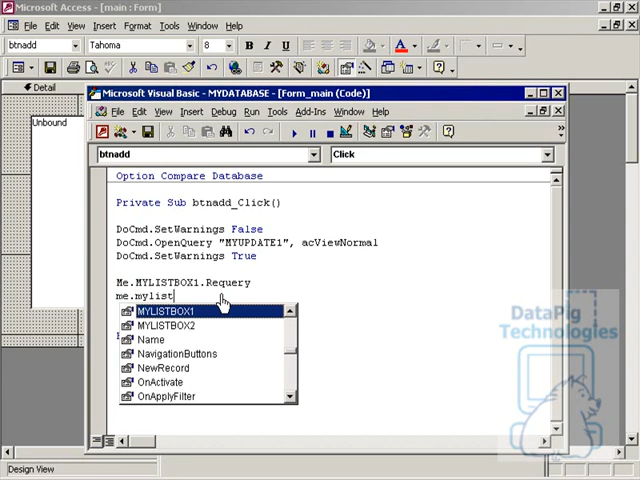 Microsoft Access - [main : Form]
File Edit View Insert Format Tools Window Help
btnadd Tahoma 8 B I U
Detail
Unbound
Microsoft Visual Basic - MYDATABASE - [Form_main (Code)]
File Edit View Insert Debug Run Tools Add-Ins Window Help
btnadd Click
Option Compare Database
Private Sub btnadd_Click()
DoCmd.SetWarnings False
DoCmd.OpenQuery "MYUPDATE1", acViewNormal
DoCmd.SetWarnings True
Me.MYLISTBOX1.Requery
me.mylist
MYLISTBOX1
MYLISTBOX2
Name
NavigationButtons
NewRecord
OnActivate
OnApplyFilter
DataPig
Technologies
Design View